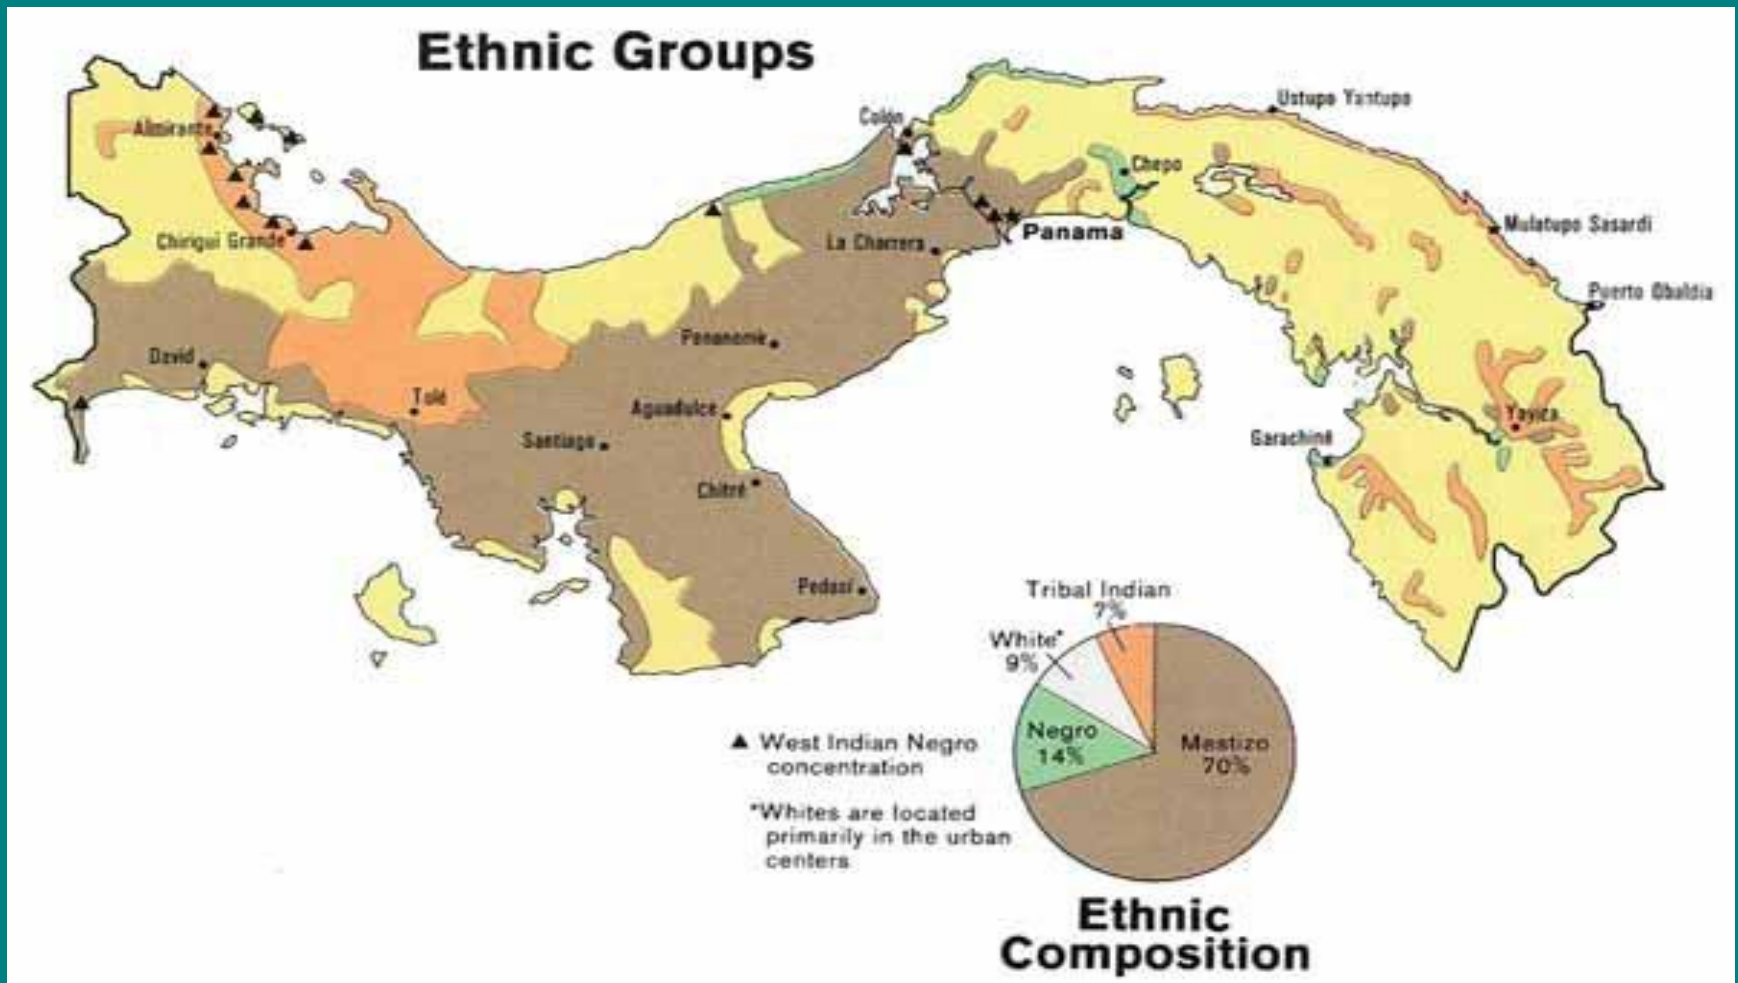 Ethnic Groups
Ustupo Yantupo
Colón
Almirante
Chepo
Mulatupo Sasardi
Panama
Chiriqui Grande
La Chorrera
Puerto Obaldia
Penonome
David
Tolé
Aguadulce
Yaviza
Santiago
Garachiné
Chitré
Pedasi
Tribal Indian
7%
White*
9%
Negro
14%
Mestizo
70%
▲ West Indian Negro
concentration
*Whites are located
primarily in the urban
centers
Ethnic
Composition